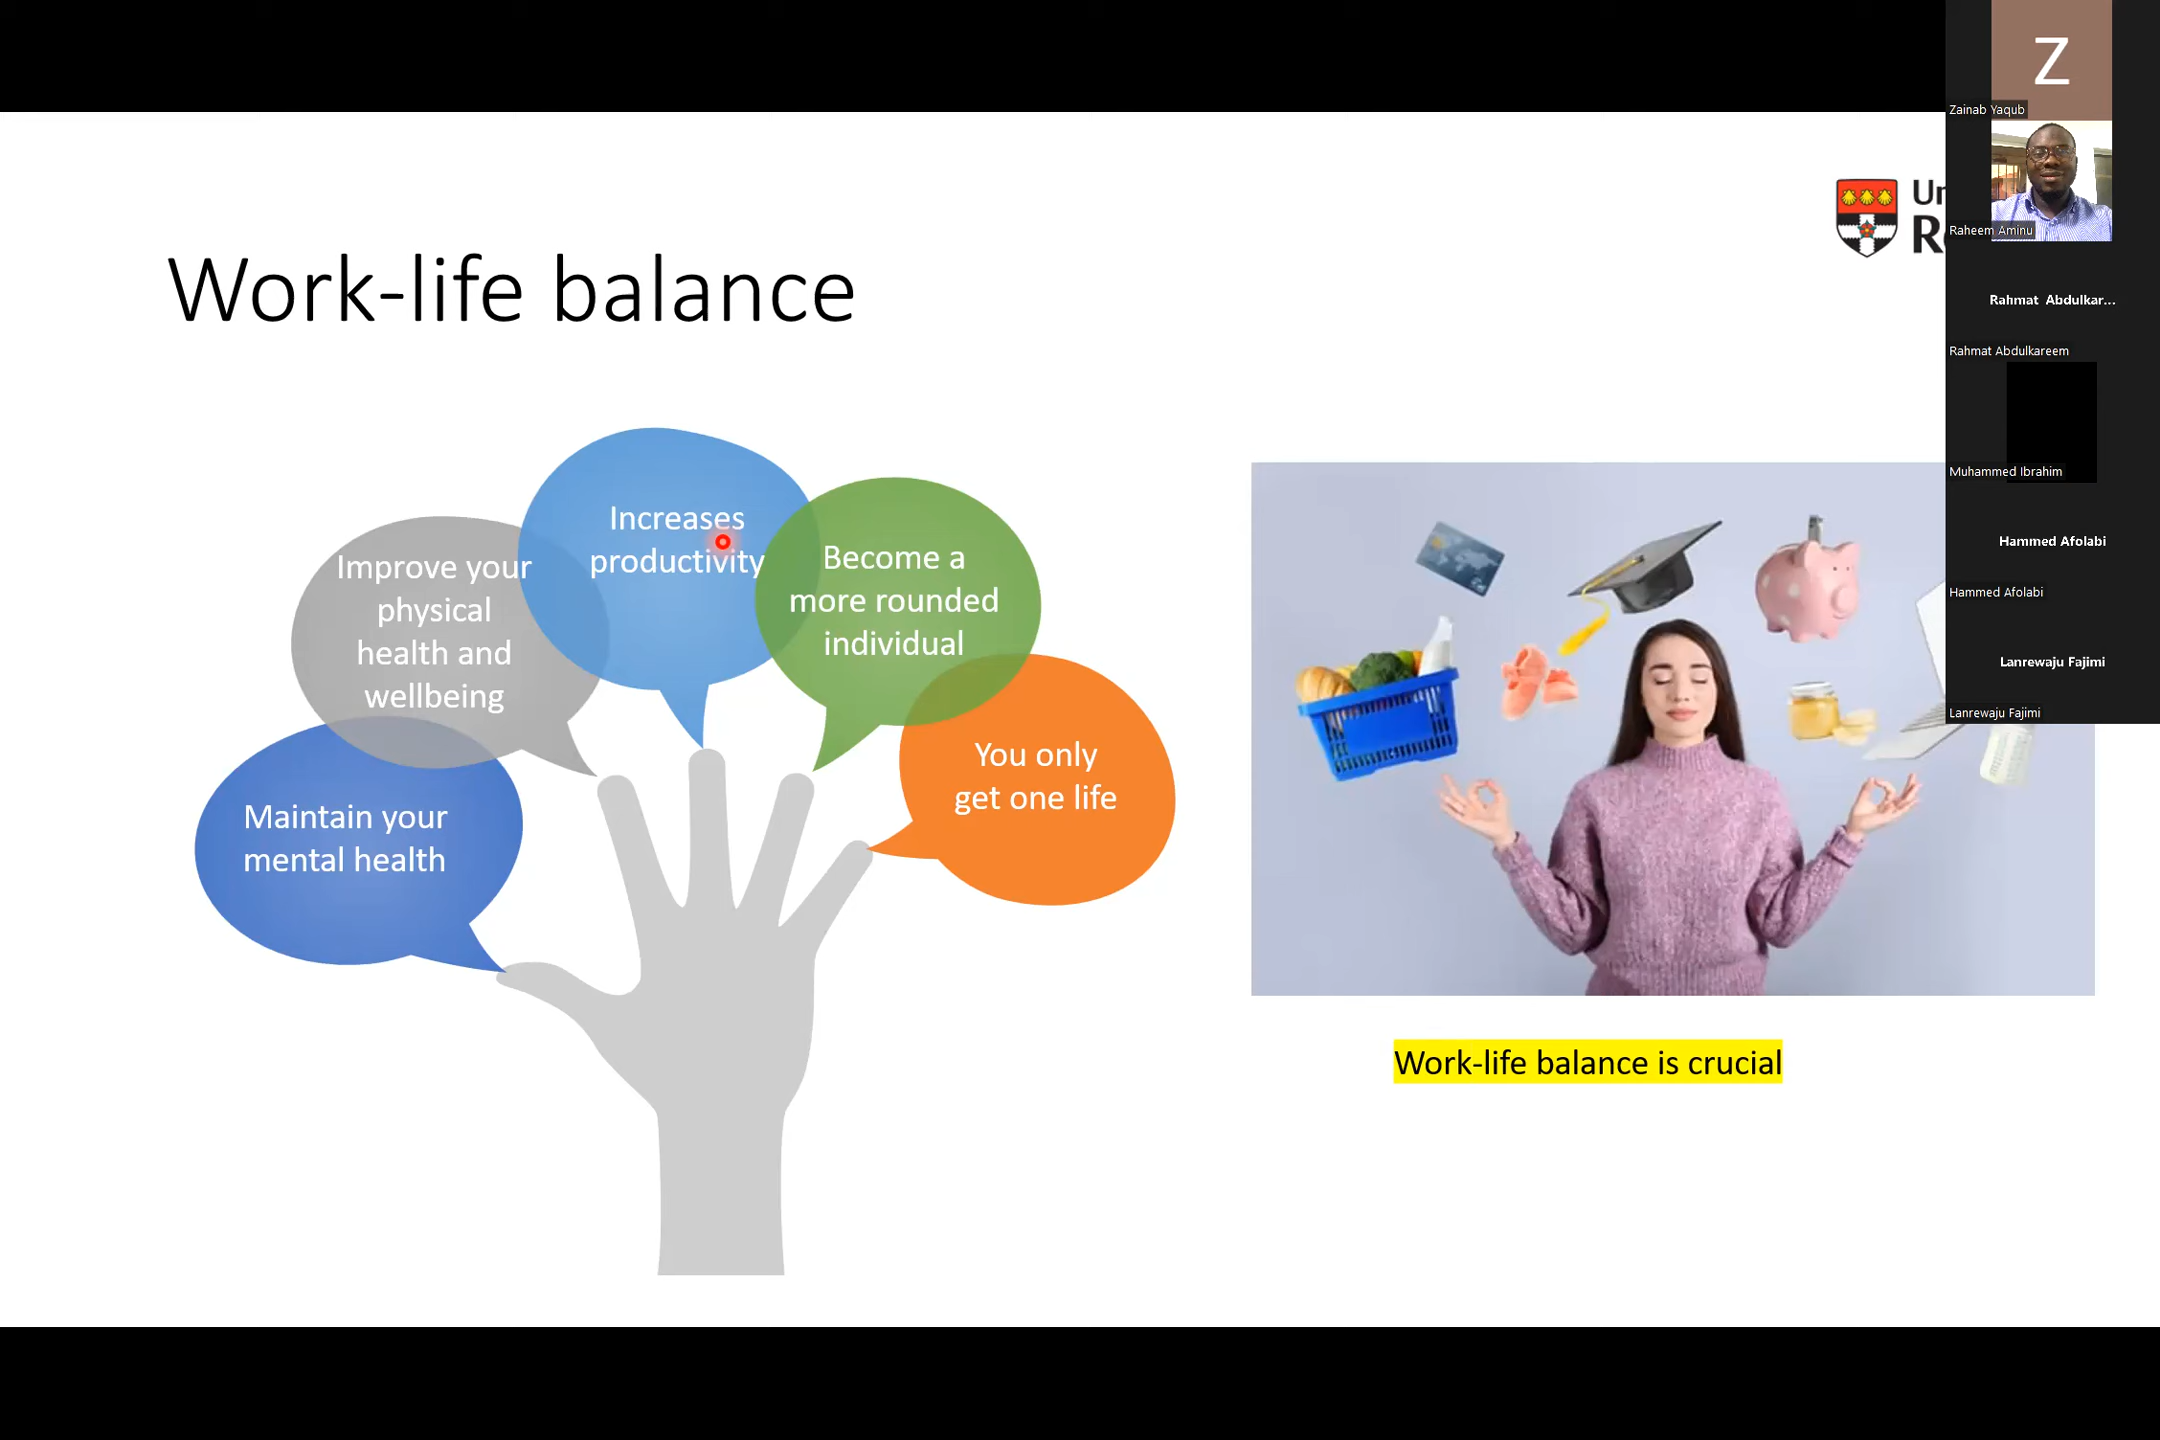 Work-life balance
Maintain your
mental health
Improve your
physical
health and
wellbeing
Increases
productivity
Become a
more rounded
individual
You only
get one life
Work-life balance is crucial
Z
Zainab Yaqub
Raheem Aminu
Rahmat Abdulkar...
Rahmat Abdulkareem
Muhammed Ibrahim
Hammed Afolabi
Hammed Afolabi
Lanrewaju Fajimi
Lanrewaju Fajimi